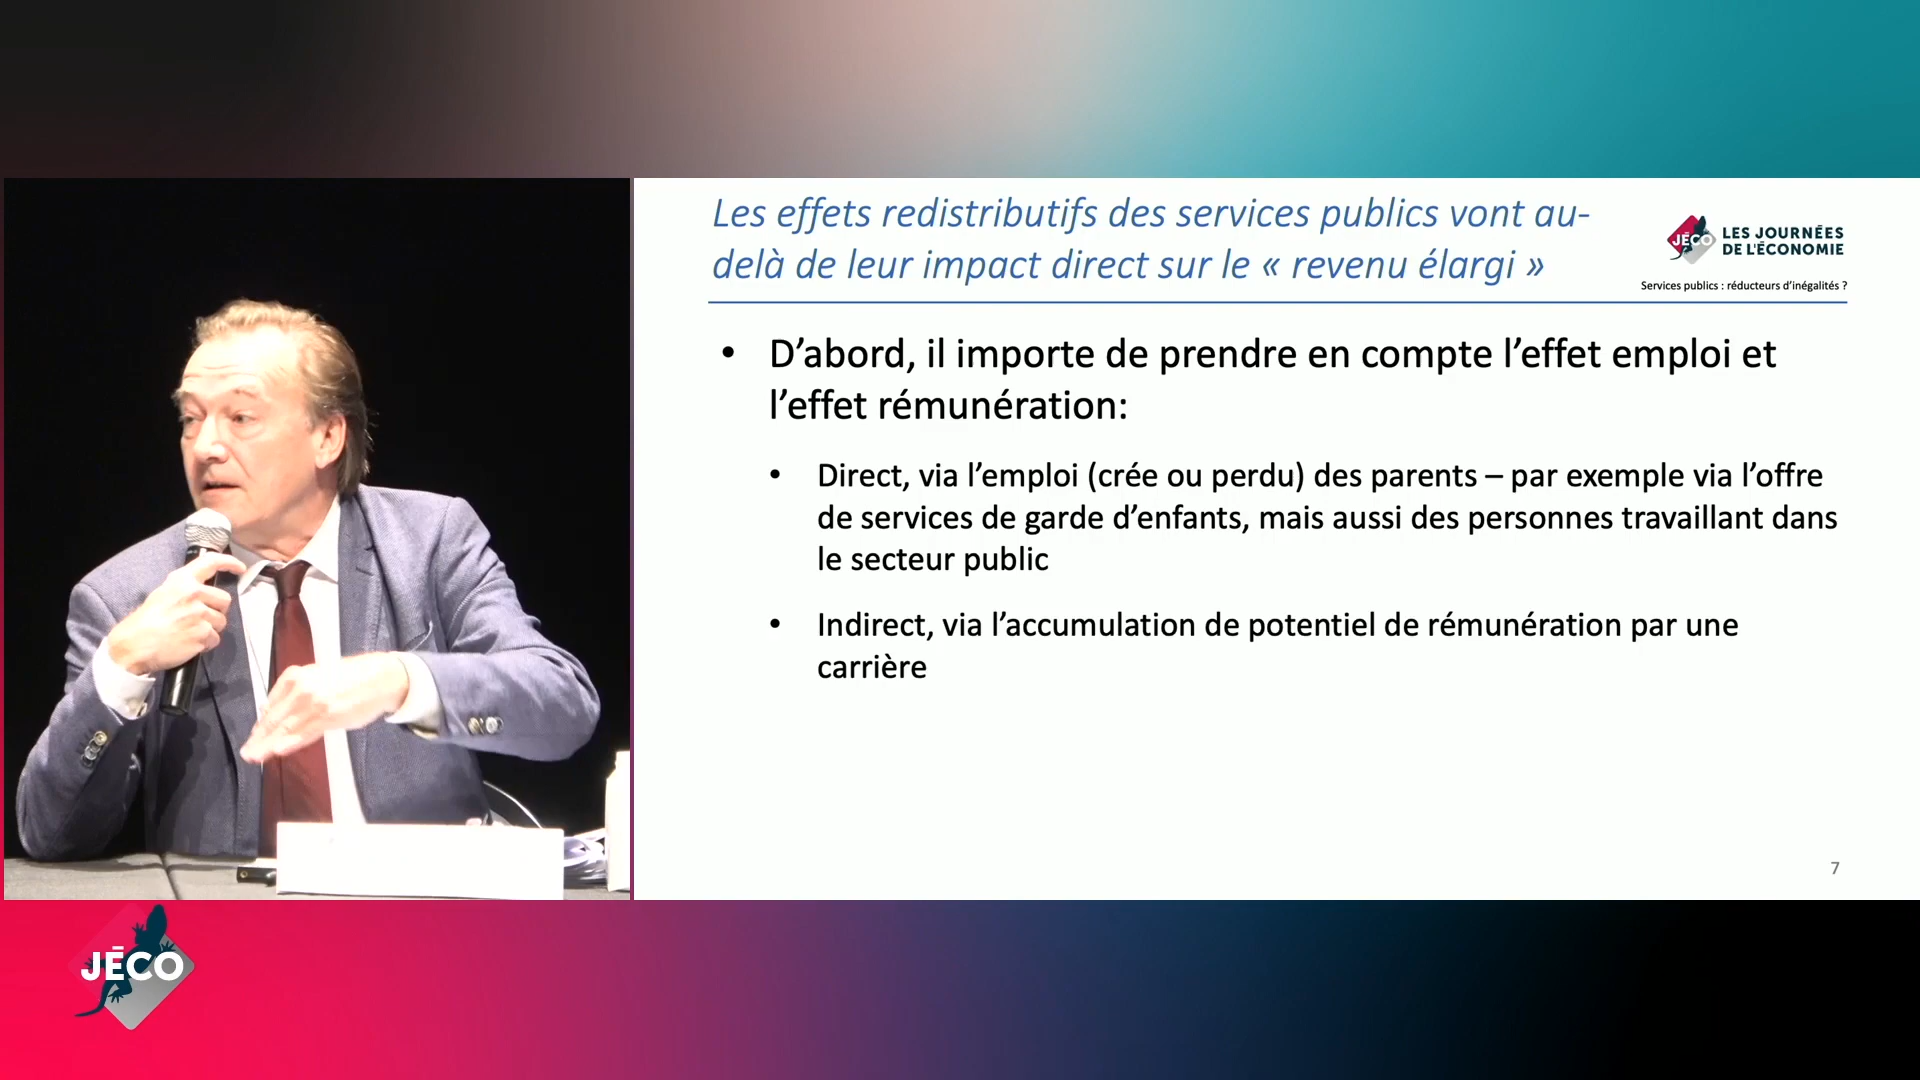 Les effets redistributifs des services publics vont au-
delà de leur impact direct sur le « revenu élargi »
JÉCO
LES JOURNÉES
DE L'ÉCONOMIE
Services publics : réducteurs d’inégalités ?
• D’abord, il importe de prendre en compte l’effet emploi et
l’effet rémunération:
• Direct, via l’emploi (crée ou perdu) des parents – par exemple via l’offre
de services de garde d’enfants, mais aussi des personnes travaillant dans
le secteur public
• Indirect, via l’accumulation de potentiel de rémunération par une
carrière
7
JÉCO